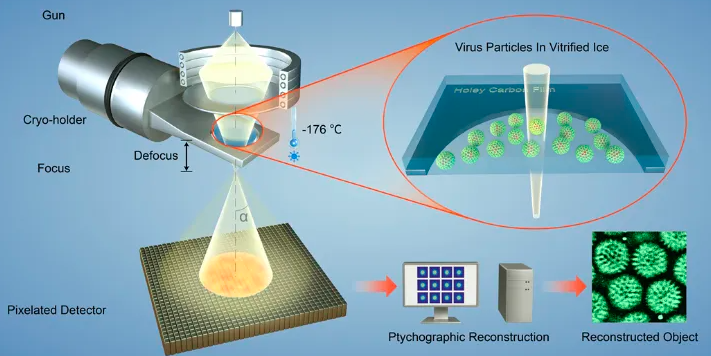 Gun
Virus Particles In Vitrified Ice
Holey Carbon Film
Cryo-holder
-176 ℃
Defocus
Focus
α
Pixelated Detector
Ptychographic Reconstruction
Reconstructed Object